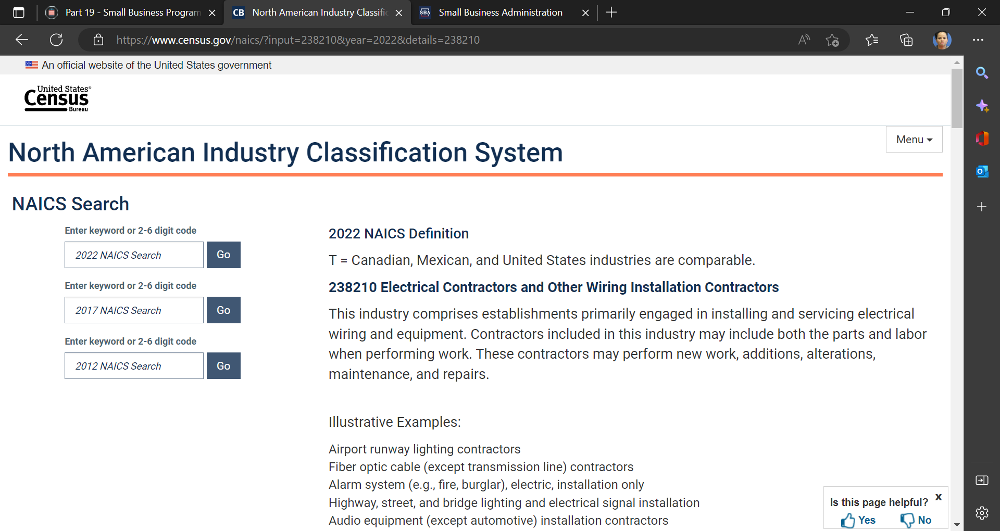 Part 19 - Small Business Program
North American Industry Classific
Small Business Administration
https://www.census.gov/naics/?input=238210&year=2022&details=238210
An official website of the United States government
United States®
Census
Bureau
Menu
North American Industry Classification System
NAICS Search
Enter keyword or 2-6 digit code
2022 NAICS Search
Go
Enter keyword or 2-6 digit code
2017 NAICS Search
Go
Enter keyword or 2-6 digit code
2012 NAICS Search
Go
2022 NAICS Definition
T = Canadian, Mexican, and United States industries are comparable.
238210 Electrical Contractors and Other Wiring Installation Contractors
This industry comprises establishments primarily engaged in installing and servicing electrical
wiring and equipment. Contractors included in this industry may include both the parts and labor
when performing work. These contractors may perform new work, additions, alterations,
maintenance, and repairs.
Illustrative Examples:
Airport runway lighting contractors
Fiber optic cable (except transmission line) contractors
Alarm system (e.g., fire, burglar), electric, installation only
Highway, street, and bridge lighting and electrical signal installation
Audio equipment (except automotive) installation contractors
Is this page helpful?
x
Yes
No